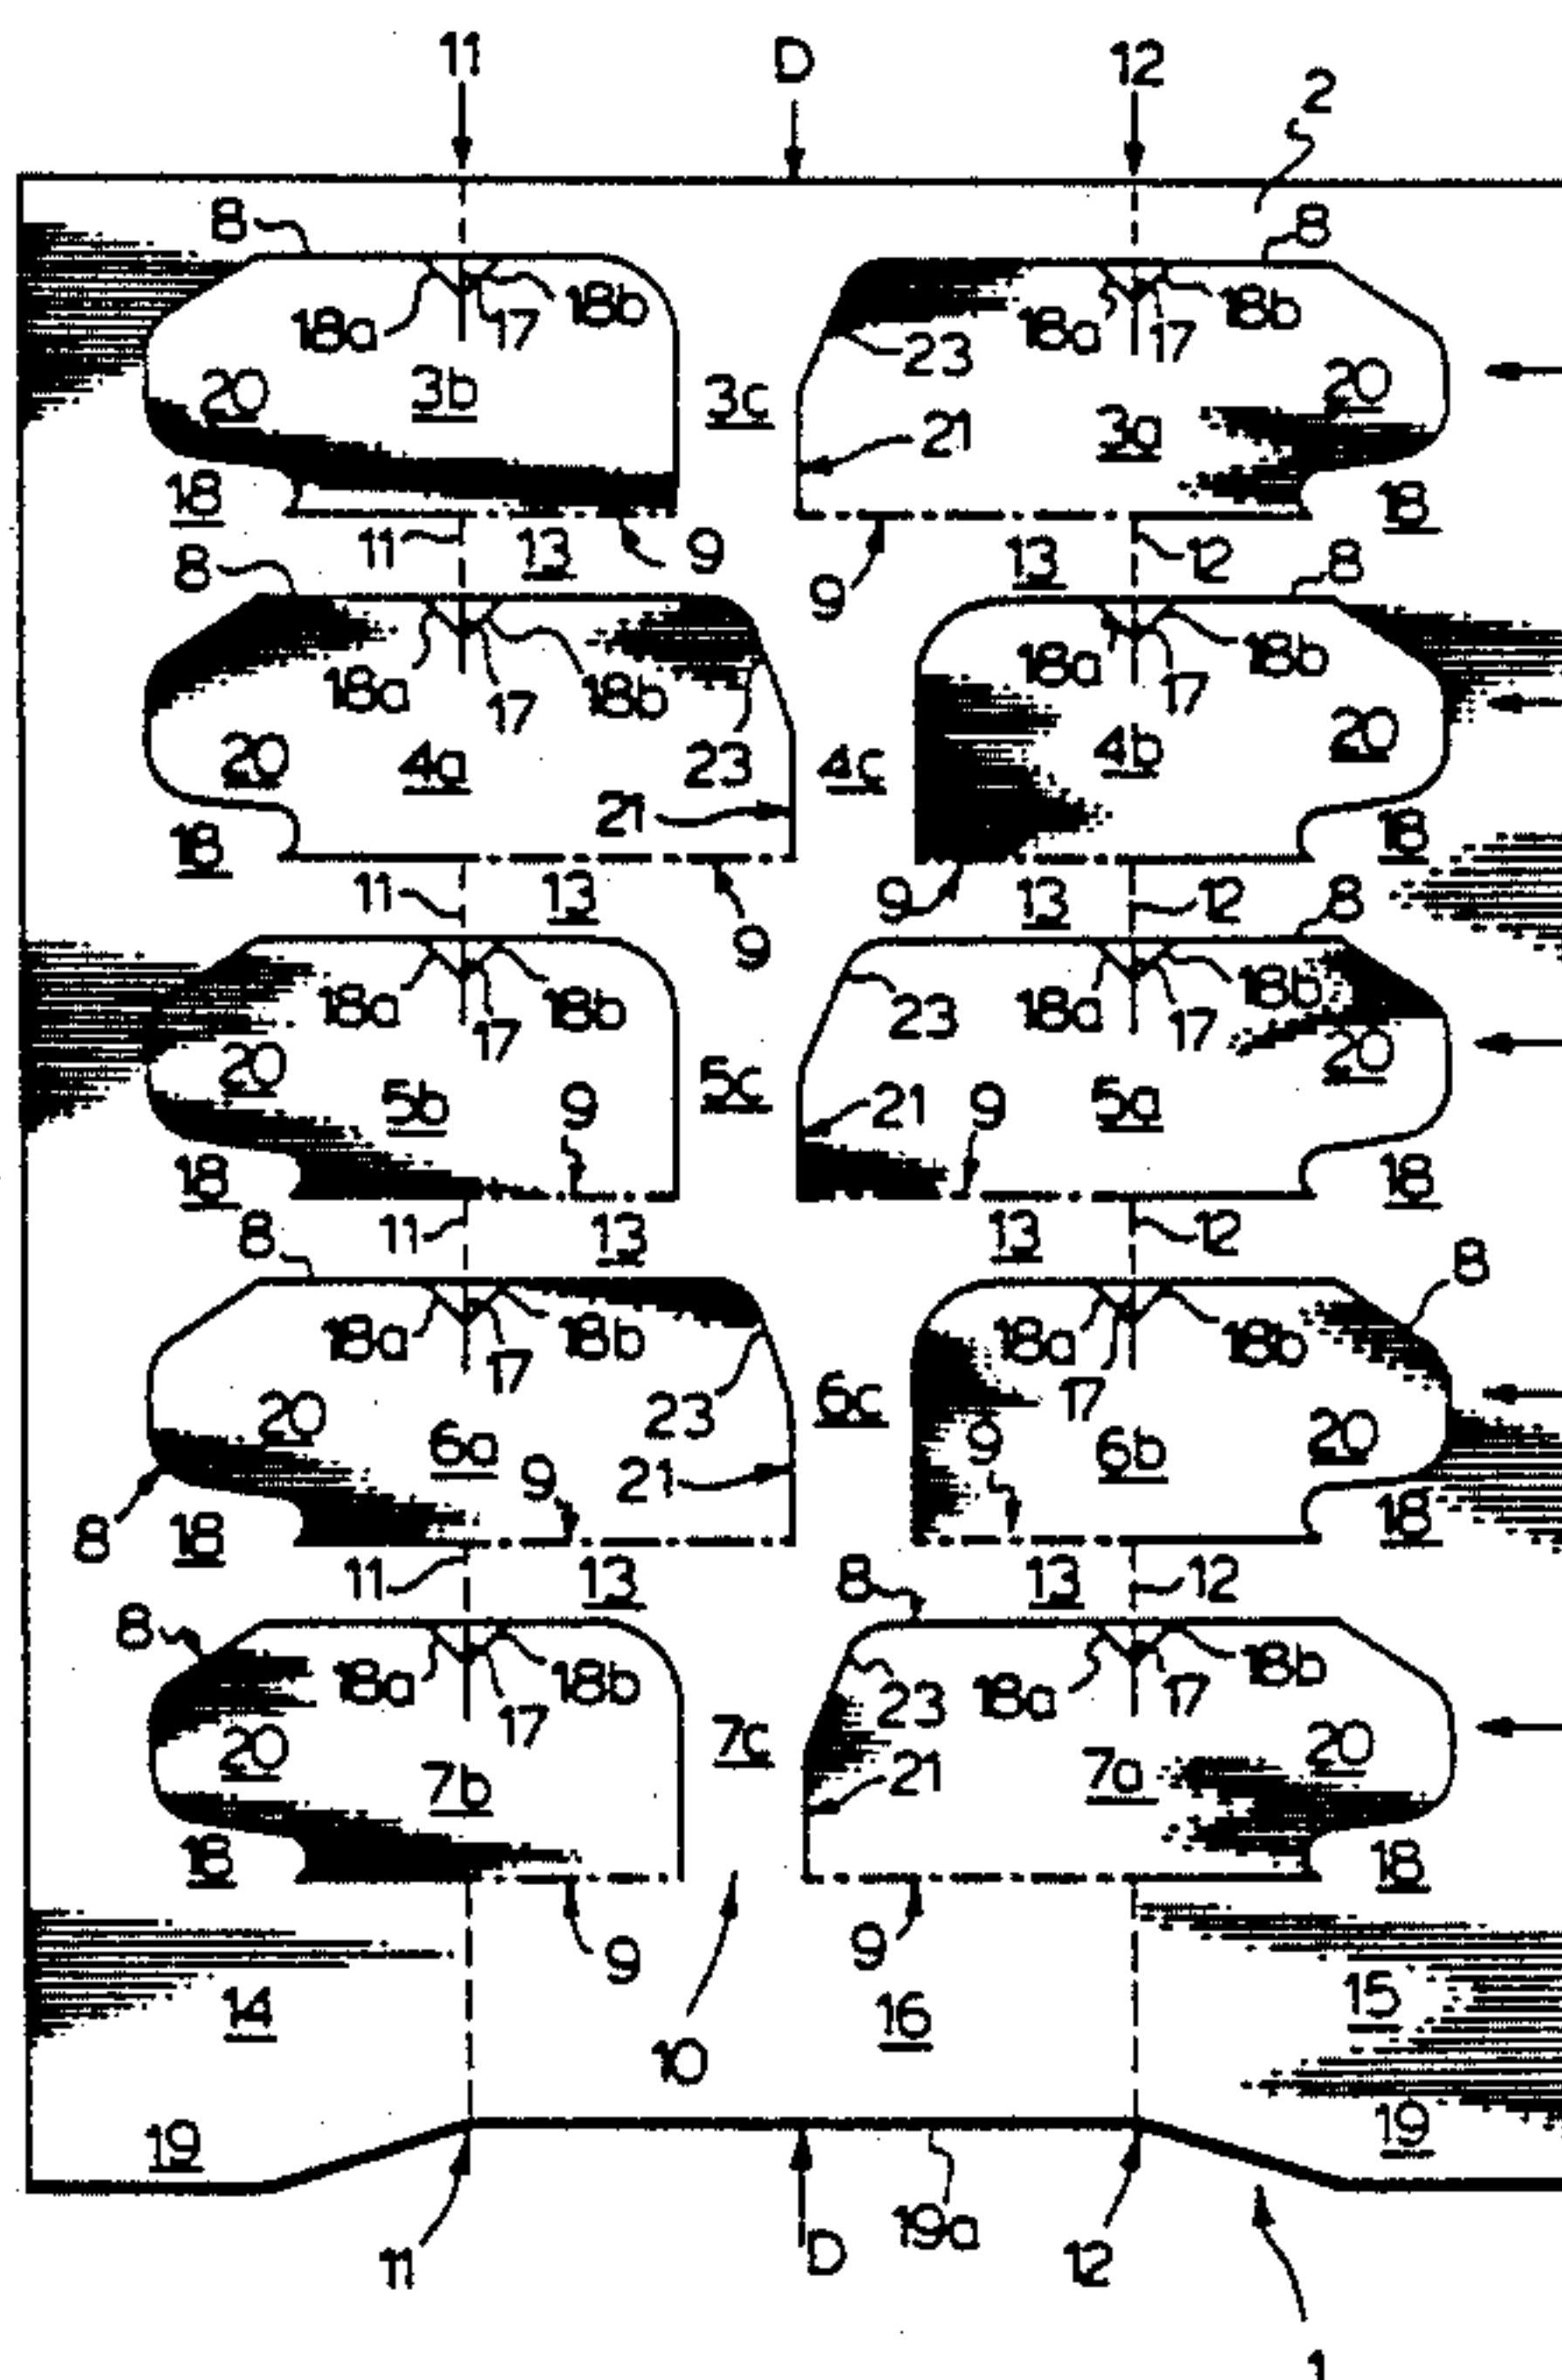 11 D 12 2
8 8
18a 17 18b 18a 17 18b
23
20 3b 3c 20
21 3a
18 18
11 13 9 13 12
8 9 8
18a 17 18b 18a 17 18b
20 4a 23 4c 4b 20
21
18 18
11 13 9 13 12
9 8
18a 17 18b 23 18a 17 18b
20 5b 9 5c 21 9 5a 20
18 18
8 11 13 13 12
8
18a 17 18b 18a 17 18b
20 6a 23 6c 9 6b 20
9 21
8 18 18
11 13 8 13 12
8
18a 17 18b 23 18a 17 18b
20 7b 7c 21 7a 20
18 18
9 9
14 10 16 15
19 19
11 D 19a 12
1